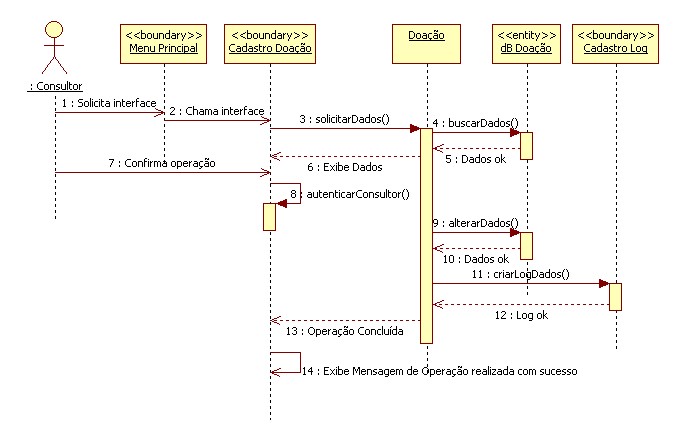 <<boundary>>
Menu Principal
<<boundary>>
Cadastro Doação
Doação
<<entity>>
dB Doação
<<boundary>>
Cadastro Log
: Consultor
1 : Solicita interface
2 : Chama interface
3 : solicitarDados()
4 : buscarDados()
5 : Dados ok
6 : Exibe Dados
7 : Confirma operação
8 : autenticarConsultor()
9 : alterarDados()
10 : Dados ok
11 : criarLogDados()
12 : Log ok
13 : Operação Concluída
14 : Exibe Mensagem de Operação realizada com sucesso